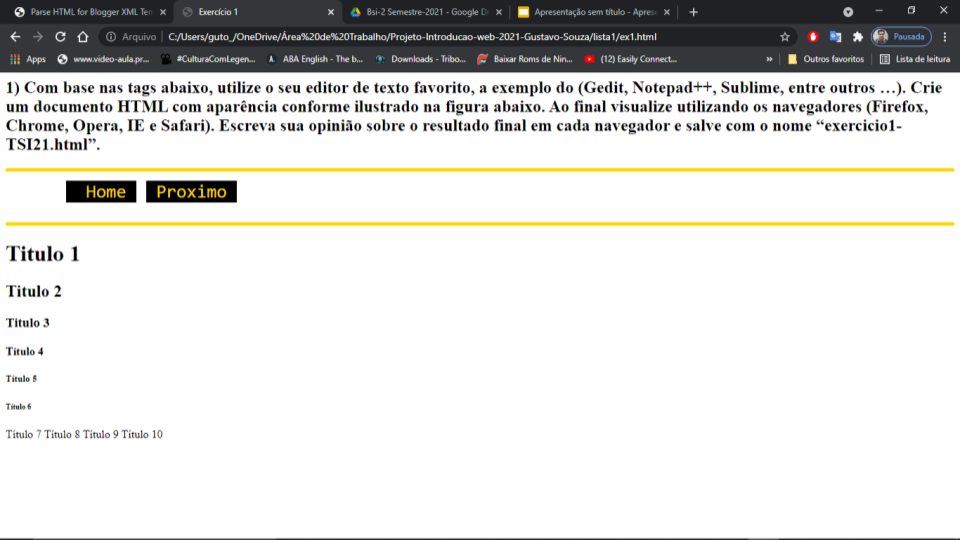 Parse HTML for Blogger XML Ten
Exercício 1
Bsi-2 Semestre-2021 - Google D
Apresentação sem título - Aprese
Arquivo | C:/Users/guto_/OneDrive/Área%20de%20Trabalho/Projeto-Introducao-web-2021-Gustavo-Souza/lista1/ex1.html
Pausada
Apps www.video-aula.pr... #CulturaComLegen... ABA English - The b... Downloads - Tribo... Baixar Roms de Nin... (12) Easily Connect... » Outros favoritos Lista de leitura
1) Com base nas tags abaixo, utilize o seu editor de texto favorito, a exemplo do (Gedit, Notepad++, Sublime, entre outros …). Crie
um documento HTML com aparência conforme ilustrado na figura abaixo. Ao final visualize utilizando os navegadores (Firefox,
Chrome, Opera, IE e Safari). Escreva sua opinião sobre o resultado final em cada navegador e salve com o nome “exercicio1-
TSI21.html”.
Home Proximo
Titulo 1
Titulo 2
Titulo 3
Titulo 4
Titulo 5
Titulo 6
Titulo 7 Titulo 8 Titulo 9 Titulo 10